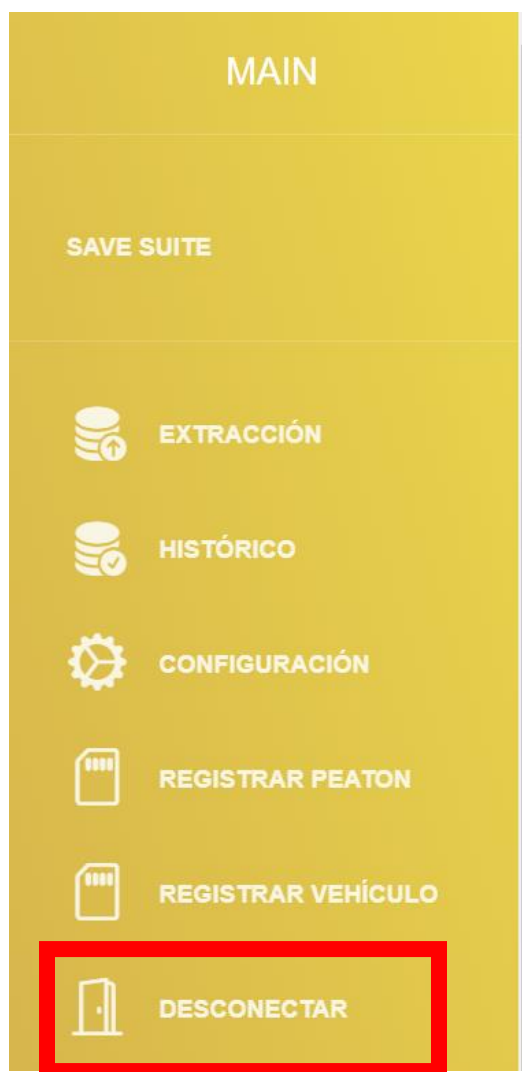 MAIN
SAVE SUITE
EXTRACCIÓN
HISTÓRICO
CONFIGURACIÓN
REGISTRAR PEATON
REGISTRAR VEHÍCULO
DESCONECTAR